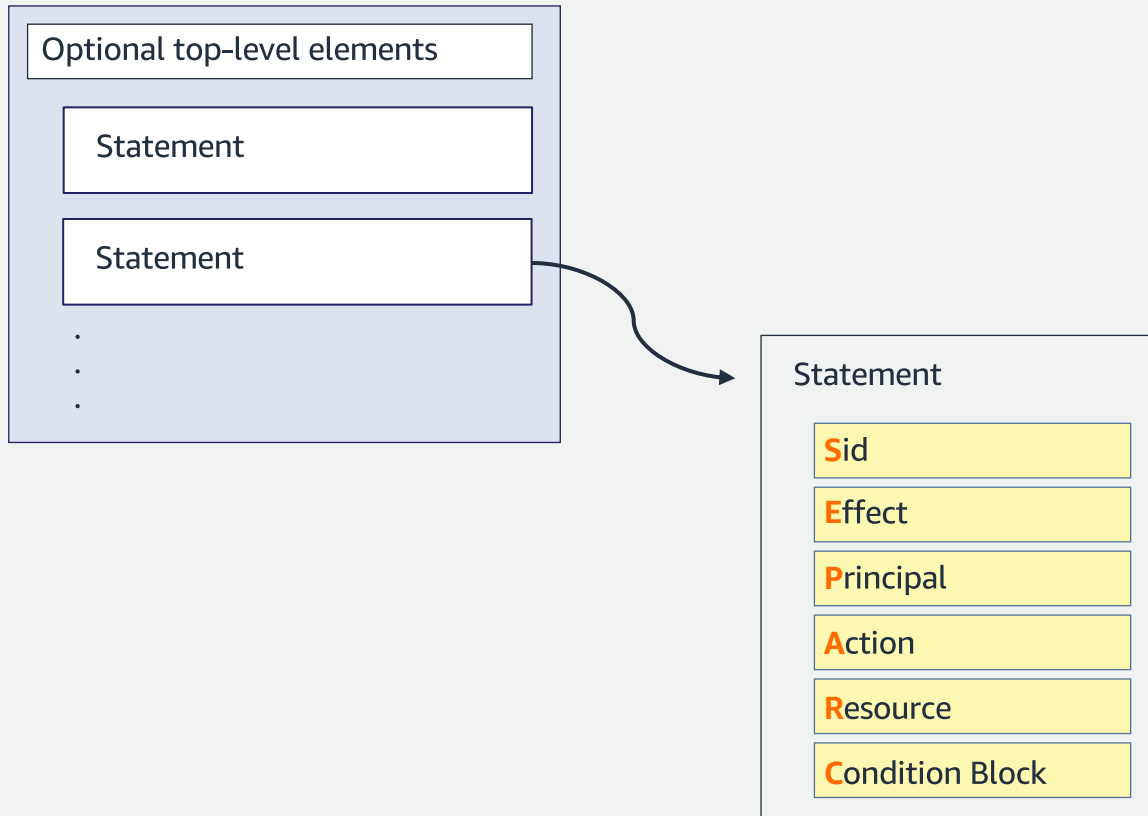 Optional top-level elements
Statement
Statement
.
.
.
Statement
Sid
Effect
Principal
Action
Resource
Condition Block